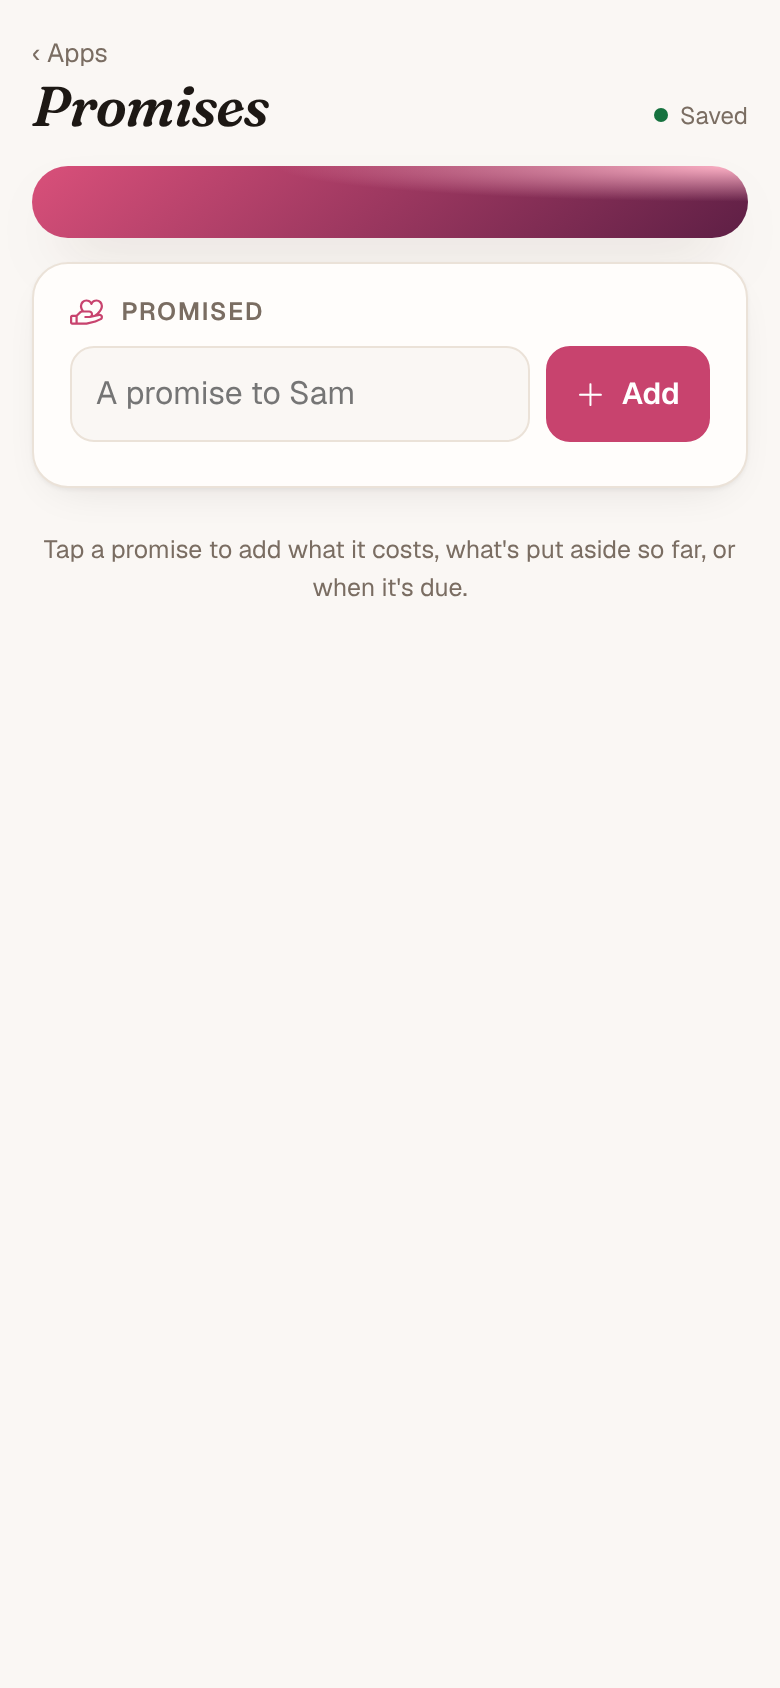 ‹ Apps
Promises
Saved
PROMISED
A promise to Sam
+ Add
Tap a promise to add what it costs, what's put aside so far, or
when it's due.